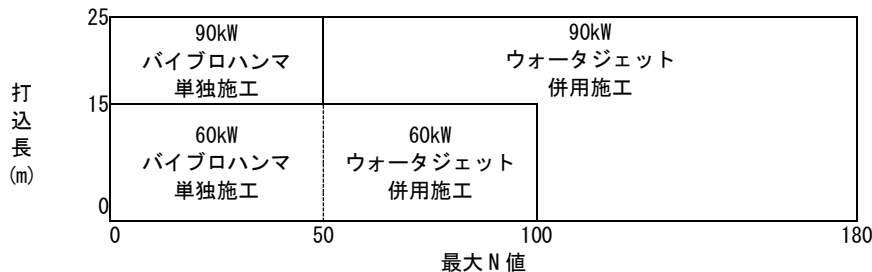 25
90kW
バイブロハンマ
単独施工
90kW
ウォータジェット
併用施工
打
込
長
(m)
15
60kW
バイブロハンマ
単独施工
60kW
ウォータジェット
併用施工
0
0
50
100
180
最大N値